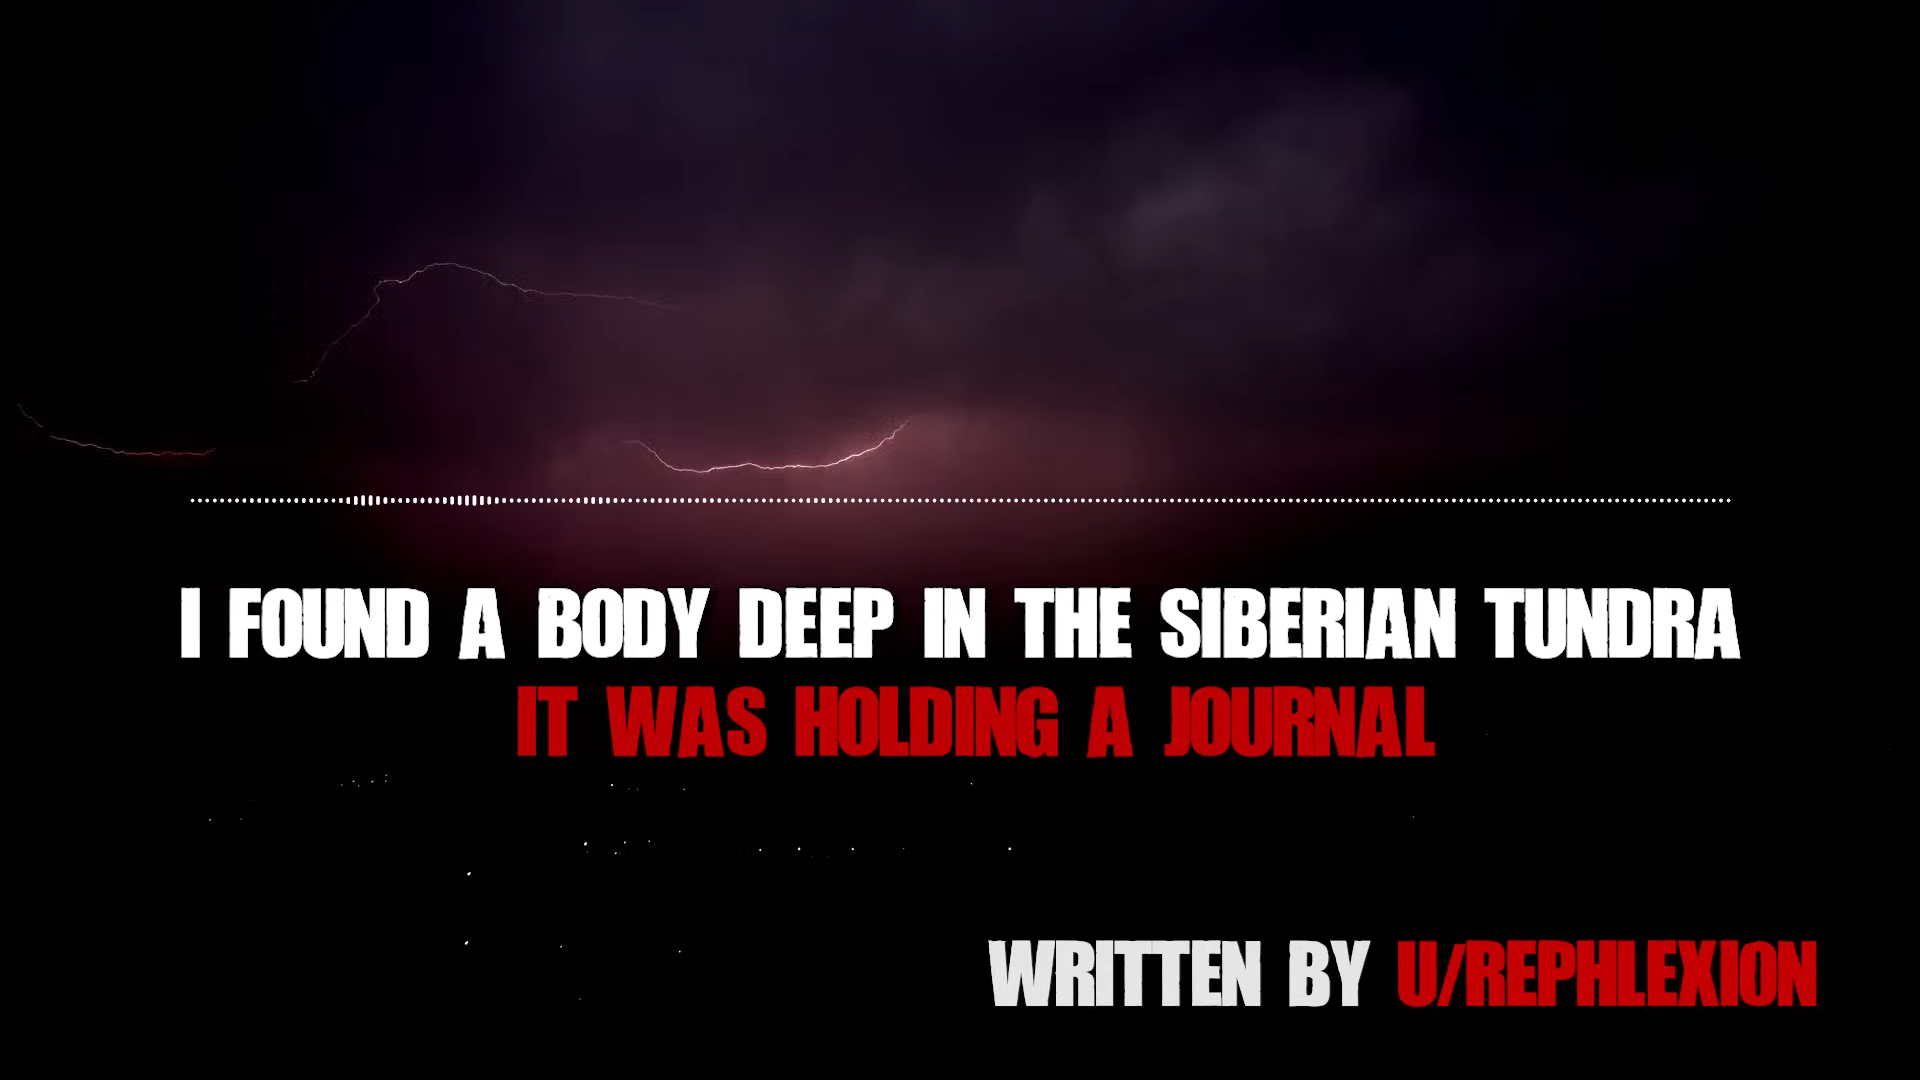 I FOUND A BODY DEEP IN THE SIBERIAN TUNDRA
IT WAS HOLDING A JOURNAL
WRITTEN BY U/REPHLEXION